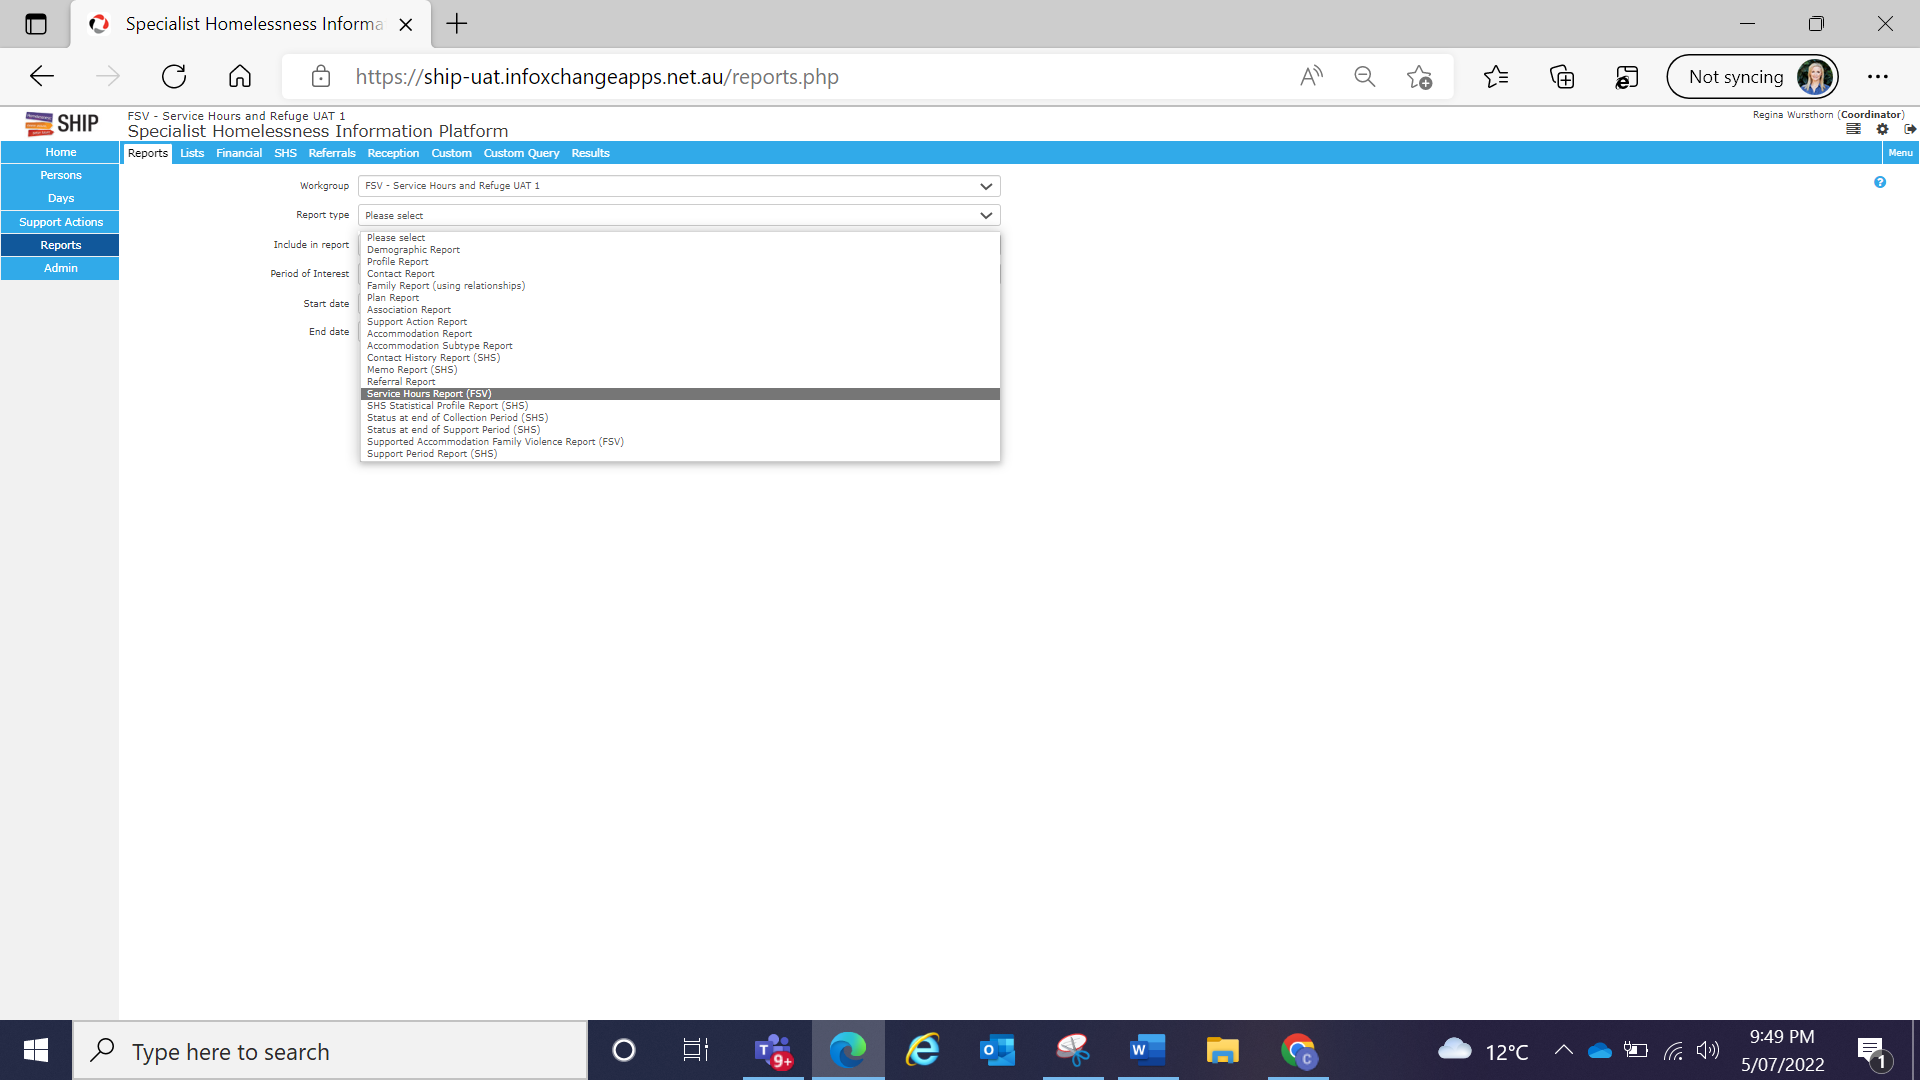 Specialist Homelessness Informa
https://ship-uat.infoxchangeapps.net.au/reports.php
Not syncing
SHIP
FSV - Service Hours and Refuge UAT 1
Specialist Homelessness Information Platform
Regina Wursthorn (Coordinator)
Home
Persons
Days
Support Actions
Reports
Admin
Reports Lists Financial SHS Referrals Reception Custom Custom Query Results
Menu
Workgroup FSV - Service Hours and Refuge UAT 1
Report type Please select
Include in report
Period of Interest
Start date
End date
Please select
Demographic Report
Profile Report
Contact Report
Family Report (using relationships)
Plan Report
Association Report
Support Action Report
Accommodation Report
Accommodation Subtype Report
Contact History Report (SHS)
Memo Report (SHS)
Referral Report
Service Hours Report (FSV)
SHS Statistical Profile Report (SHS)
Status at end of Collection Period (SHS)
Status at end of Support Period (SHS)
Supported Accommodation Family Violence Report (FSV)
Support Period Report (SHS)
Type here to search
9+
12°C
9:49 PM
5/07/2022
1